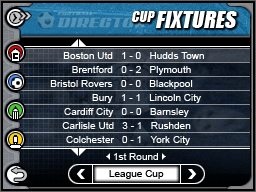 FOOTBALL DIRECTOR
CUP FIXTURES
Boston Utd 1 - 0 Hudds Town
Brentford 0 - 2 Plymouth
Bristol Rovers 0 - 0 Blackpool
Bury 1 - 1 Lincoln City
Cardiff City 0 - 0 Barnsley
Carlisle Utd 3 - 1 Rushden
Colchester 0 - 1 York City
1st Round
League Cup